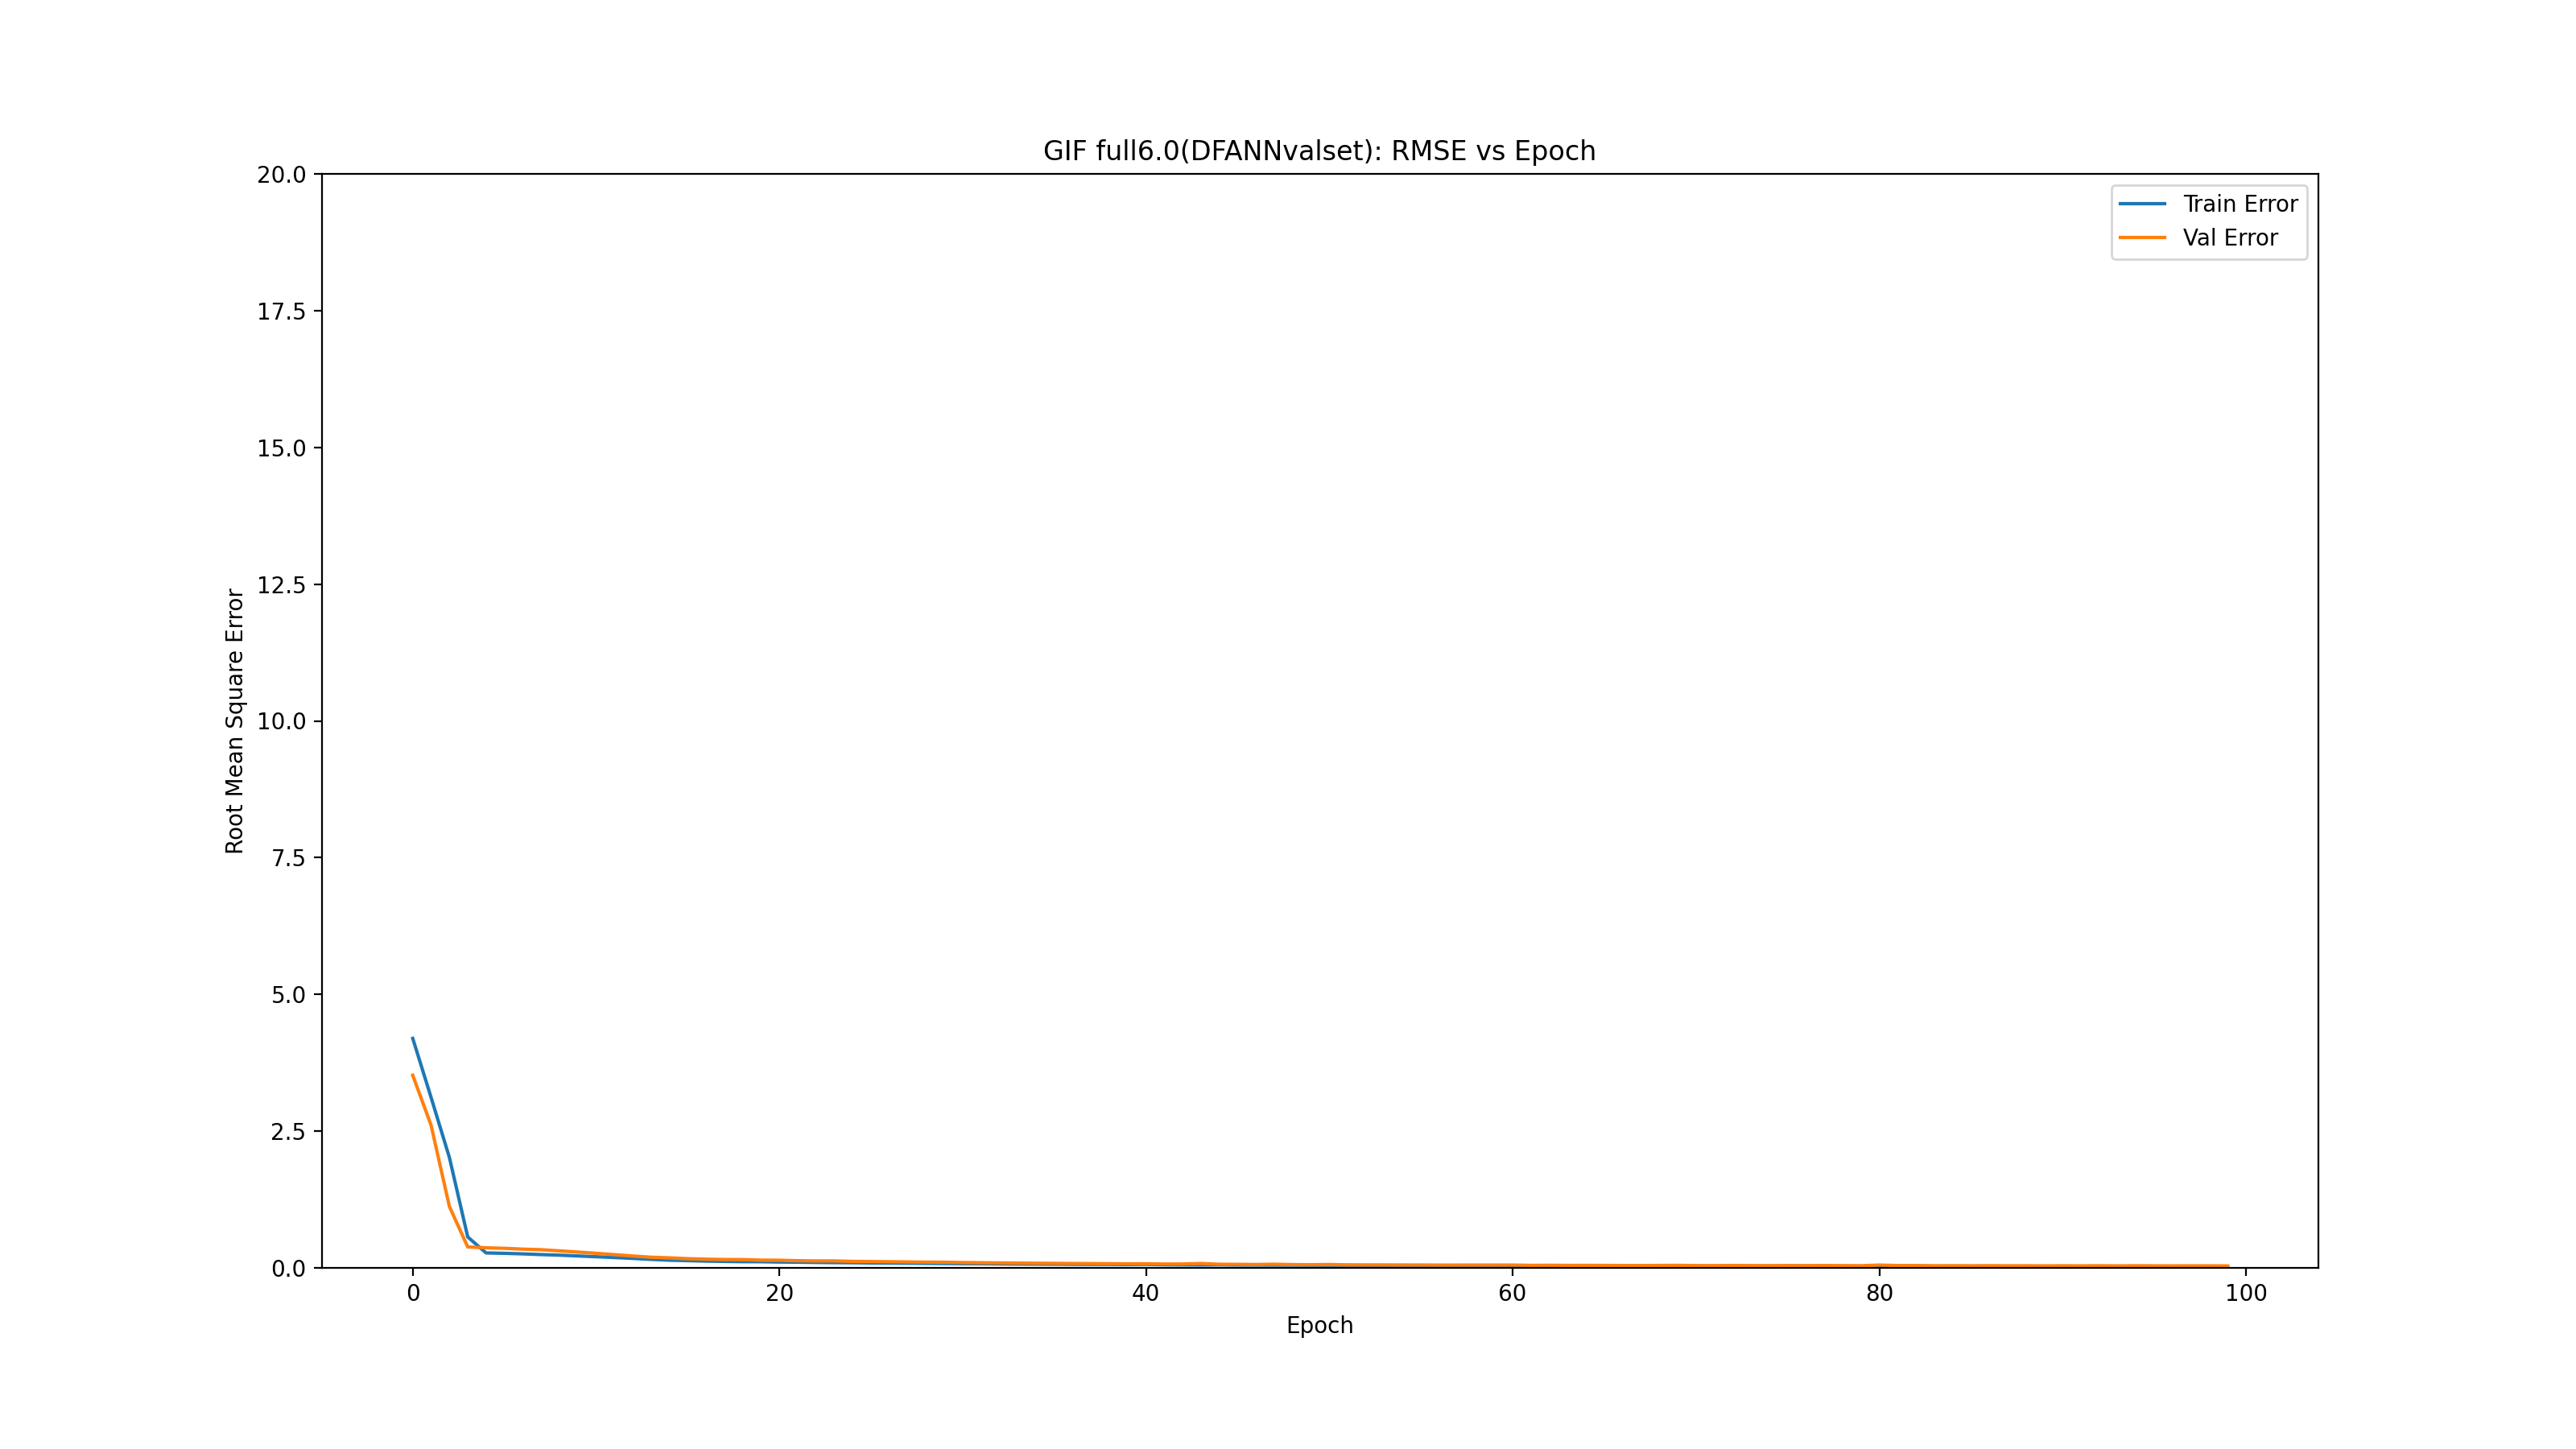 GIF full6.0(DFANNvalset): RMSE vs Epoch
20.0
17.5
15.0
12.5
10.0
7.5
5.0
2.5
0.0
Root Mean Square Error
Train Error
Val Error
0 20 40 60 80 100
Epoch